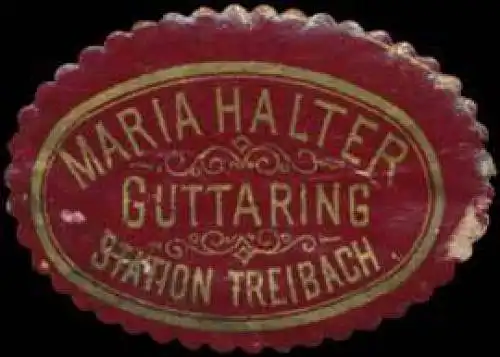 MARIA HALTER
GUTTARING
STATION TREIBACH.